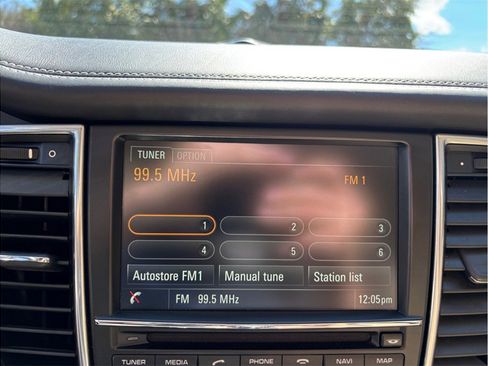 TUNER OPTION
99.5 MHz FM 1
1 2 3
4 5 6
Autostore FM1 Manual tune Station list
FM 99.5 MHz 12:05pm
TUNER MEDIA PHONE NAVI MAP